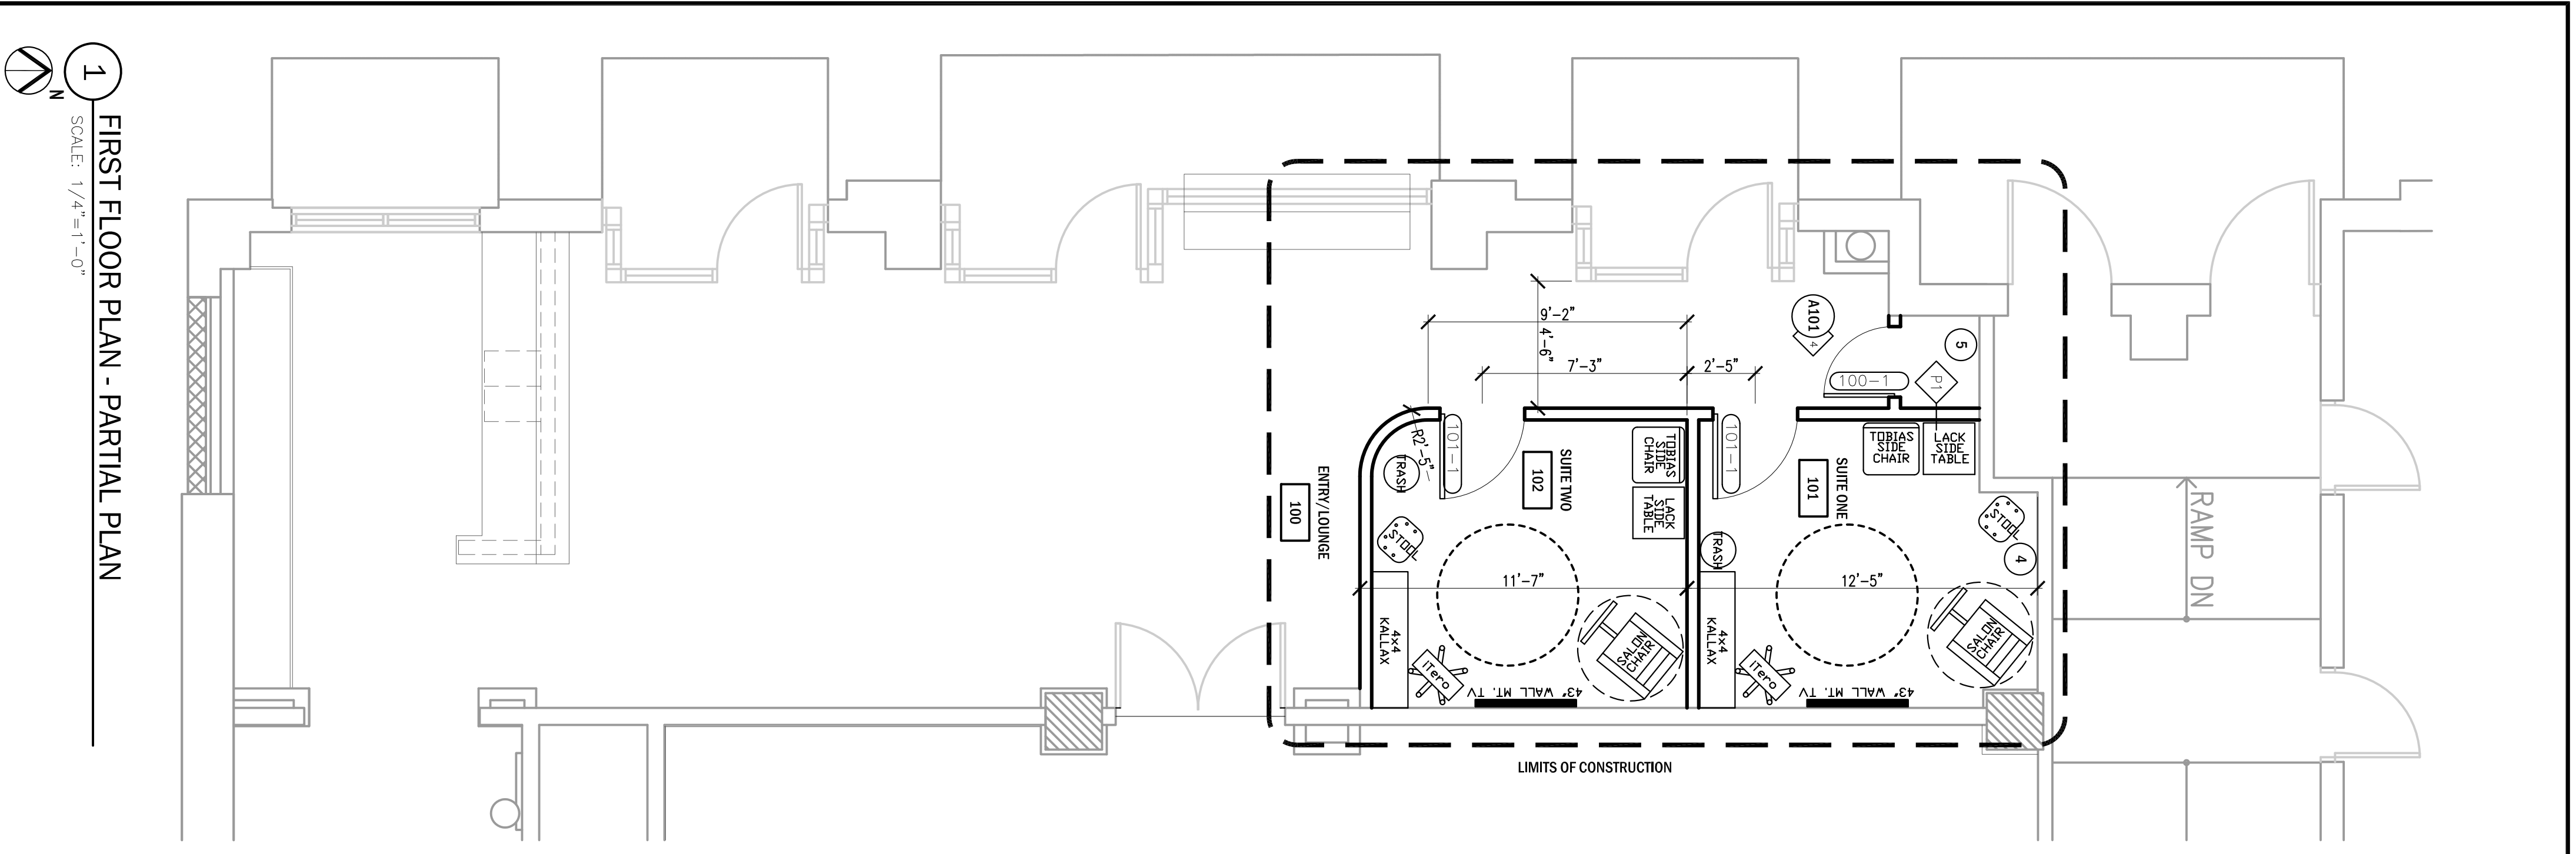 1
N
FIRST FLOOR PLAN - PARTIAL PLAN
SCALE: 1/4"=1'-0"
9'-2"
4'-6"
7'-3"
2'-5"
A101
4
5
100-1
P1
R2'-5"
101-1
101-1
TRASH
TOBIAS
SIDE
CHAIR
LACK
SIDE
TABLE
SUITE TWO
102
STOOL
ENTRY/LOUNGE
100
TOBIAS
SIDE
CHAIR
LACK
SIDE
TABLE
SUITE ONE
101
STOOL
4
TRASH
11'-7"
12'-5"
4x4
KALLAX
iTero
SALON
CHAIR
43" WALL MT. TV
4x4
KALLAX
iTero
SALON
CHAIR
43" WALL MT. TV
RAMP DN
LIMITS OF CONSTRUCTION